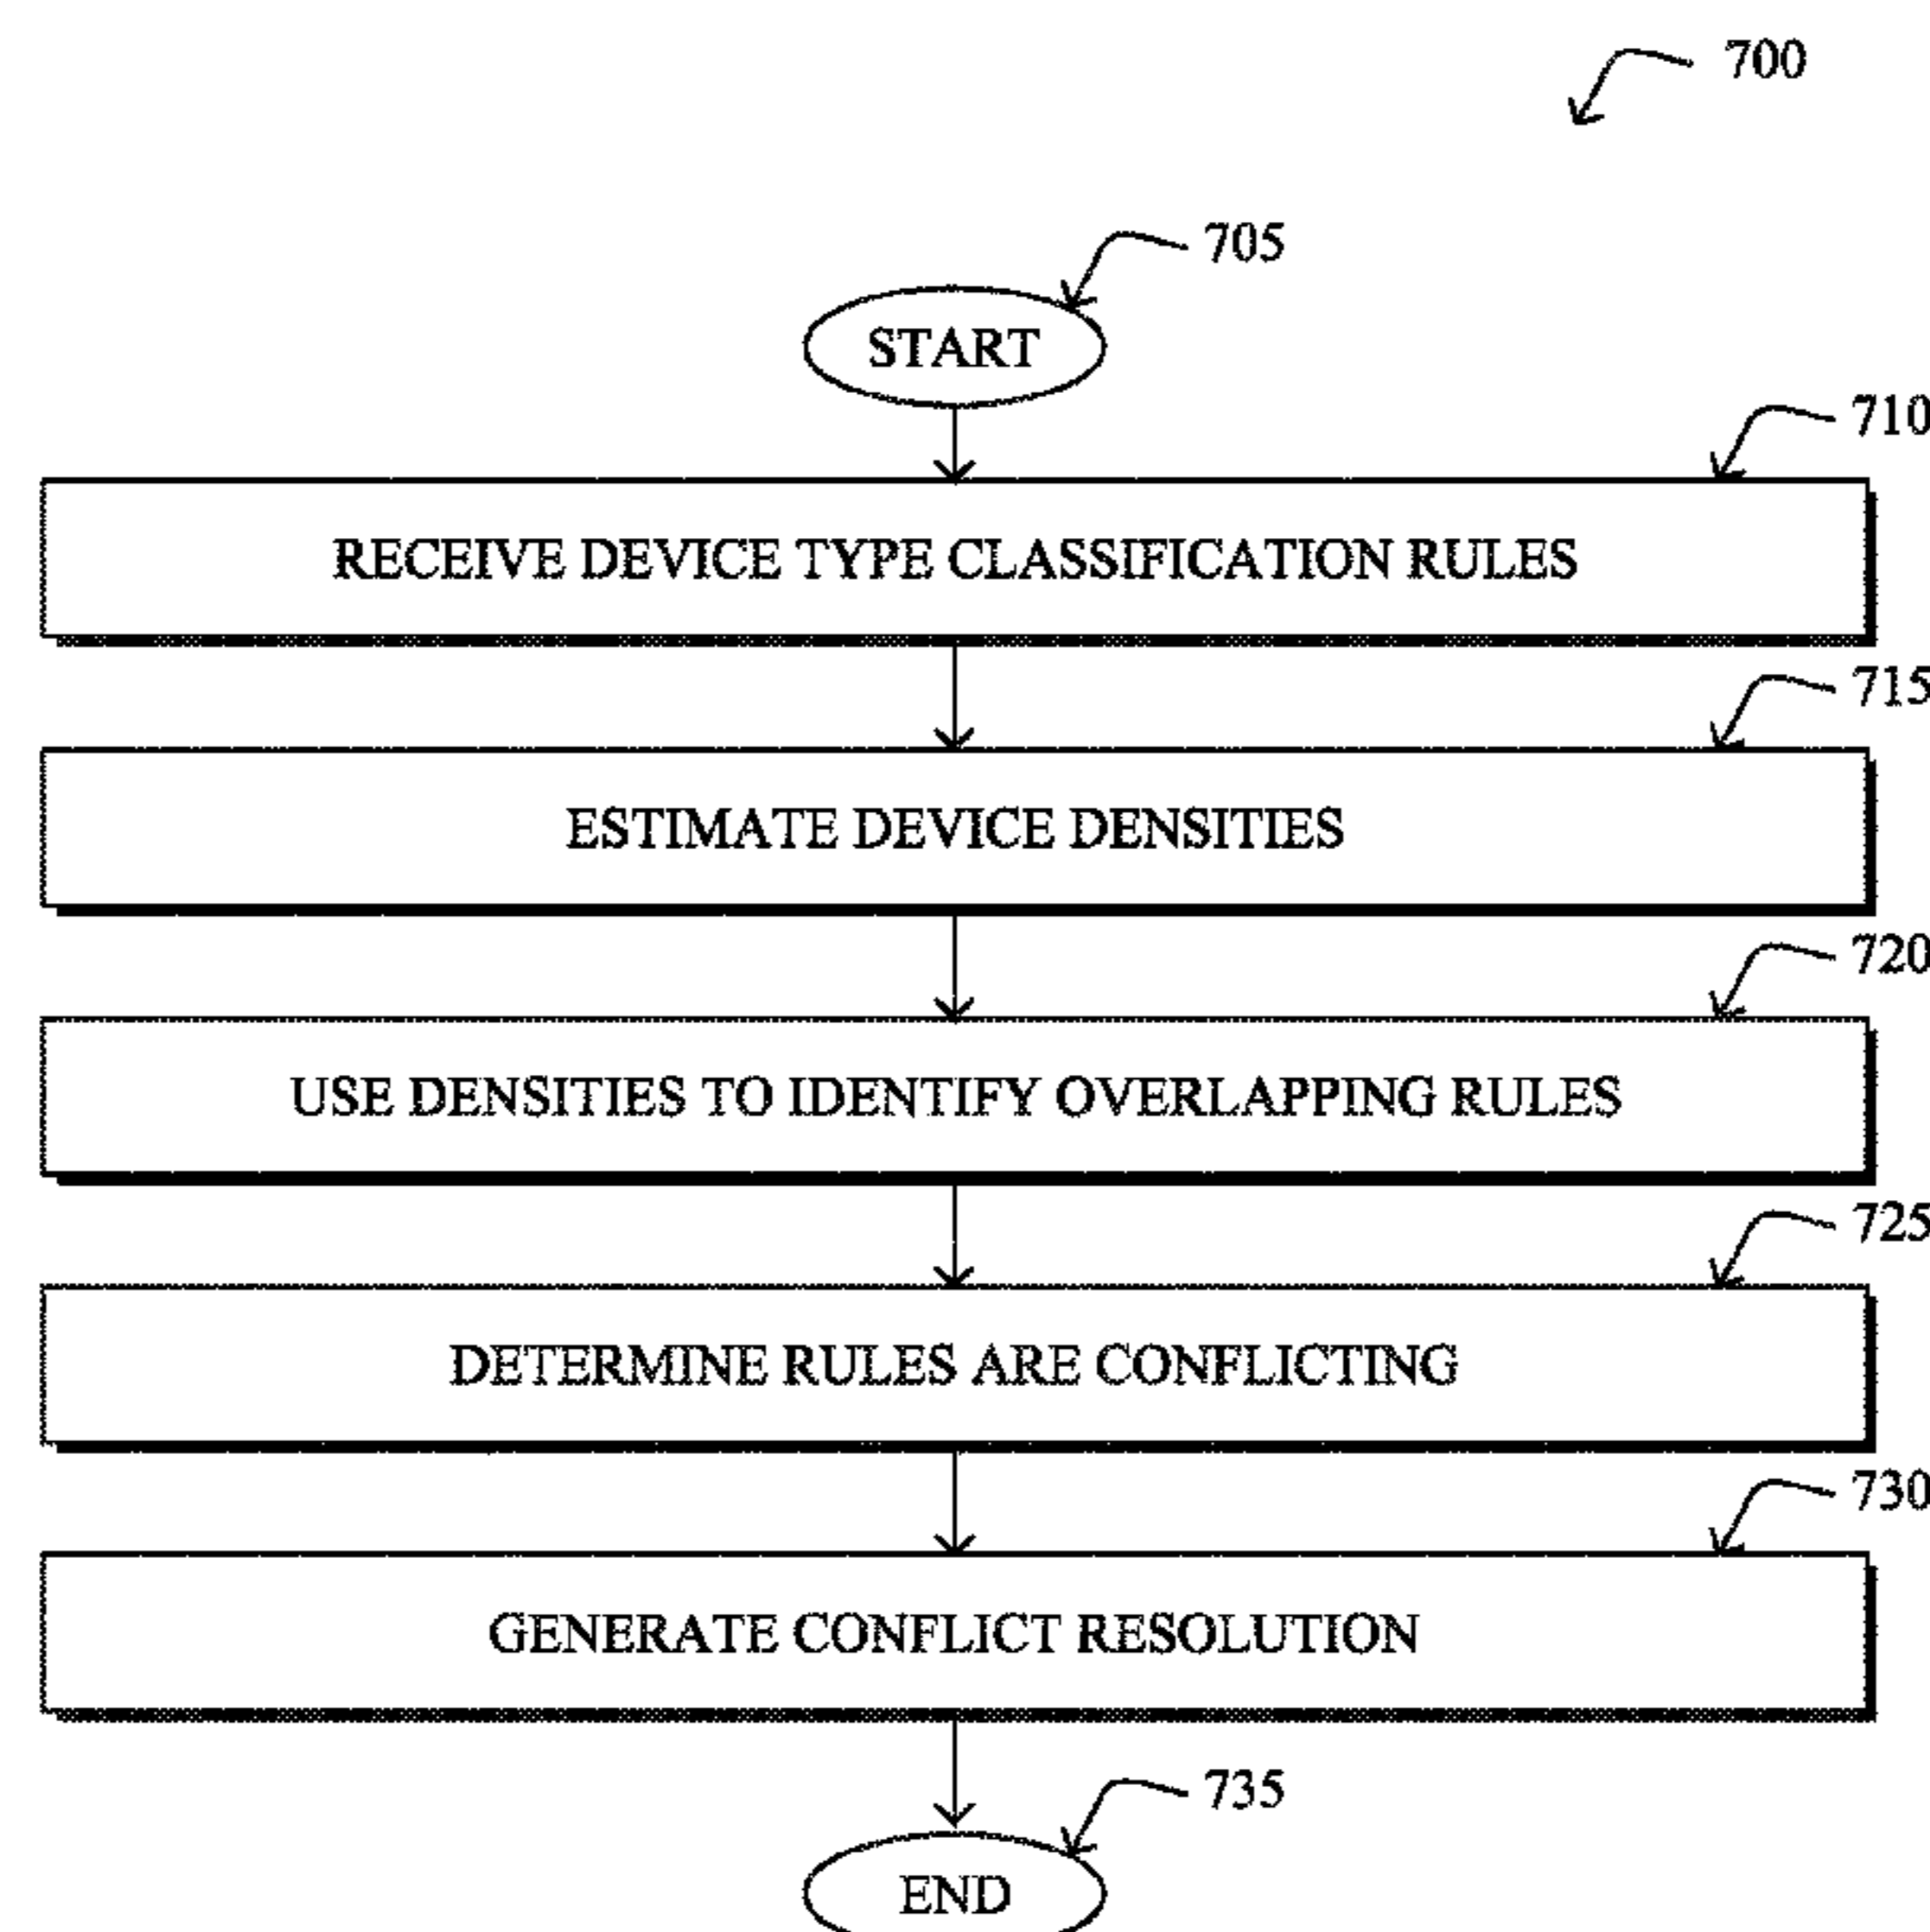 700
705
START
710
RECEIVE DEVICE TYPE CLASSIFICATION RULES
715
ESTIMATE DEVICE DENSITIES
720
USE DENSITIES TO IDENTIFY OVERLAPPING RULES
725
DETERMINE RULES ARE CONFLICTING
730
GENERATE CONFLICT RESOLUTION
735
END